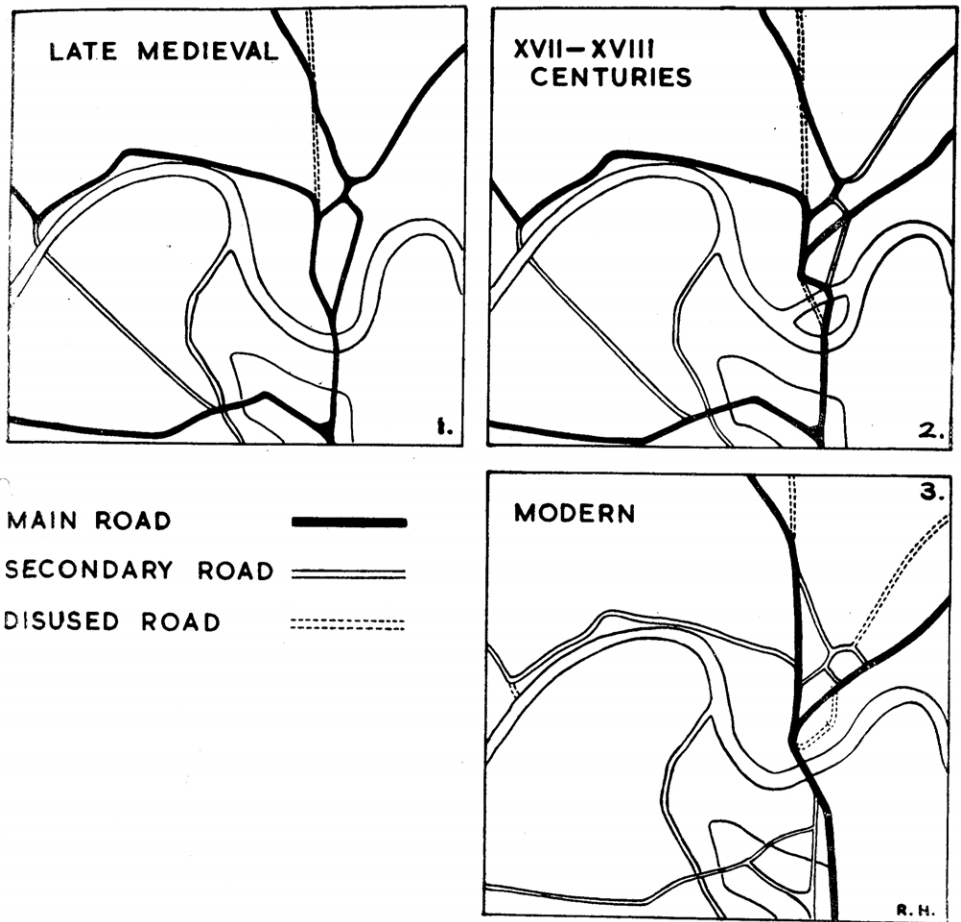 LATE MEDIEVAL
1.
XVII–XVIII
CENTURIES
2.
MAIN ROAD
SECONDARY ROAD
DISUSED ROAD
MODERN
3.
R.H.